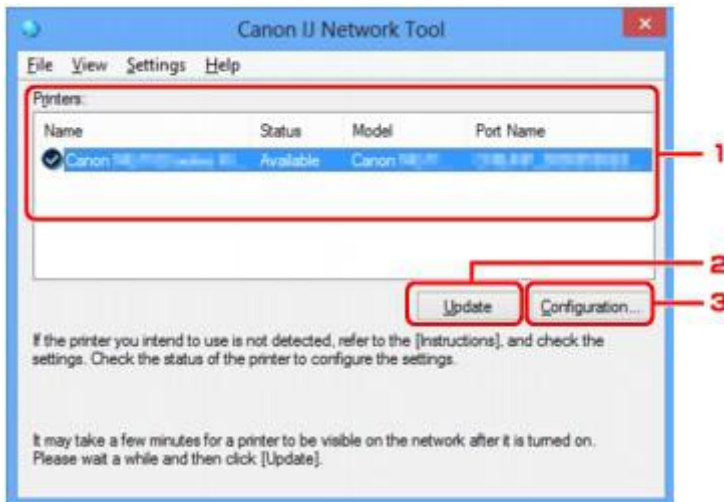 Canon IJ Network Tool
File View Settings Help
Printers:
Name Status Model Port Name
Canon Available Canon
1
2
Update Configuration...
3
If the printer you intend to use is not detected, refer to the [Instructions], and check the
settings. Check the status of the printer to configure the settings.
It may take a few minutes for a printer to be visible on the network after it is turned on.
Please wait a while and then click [Update].